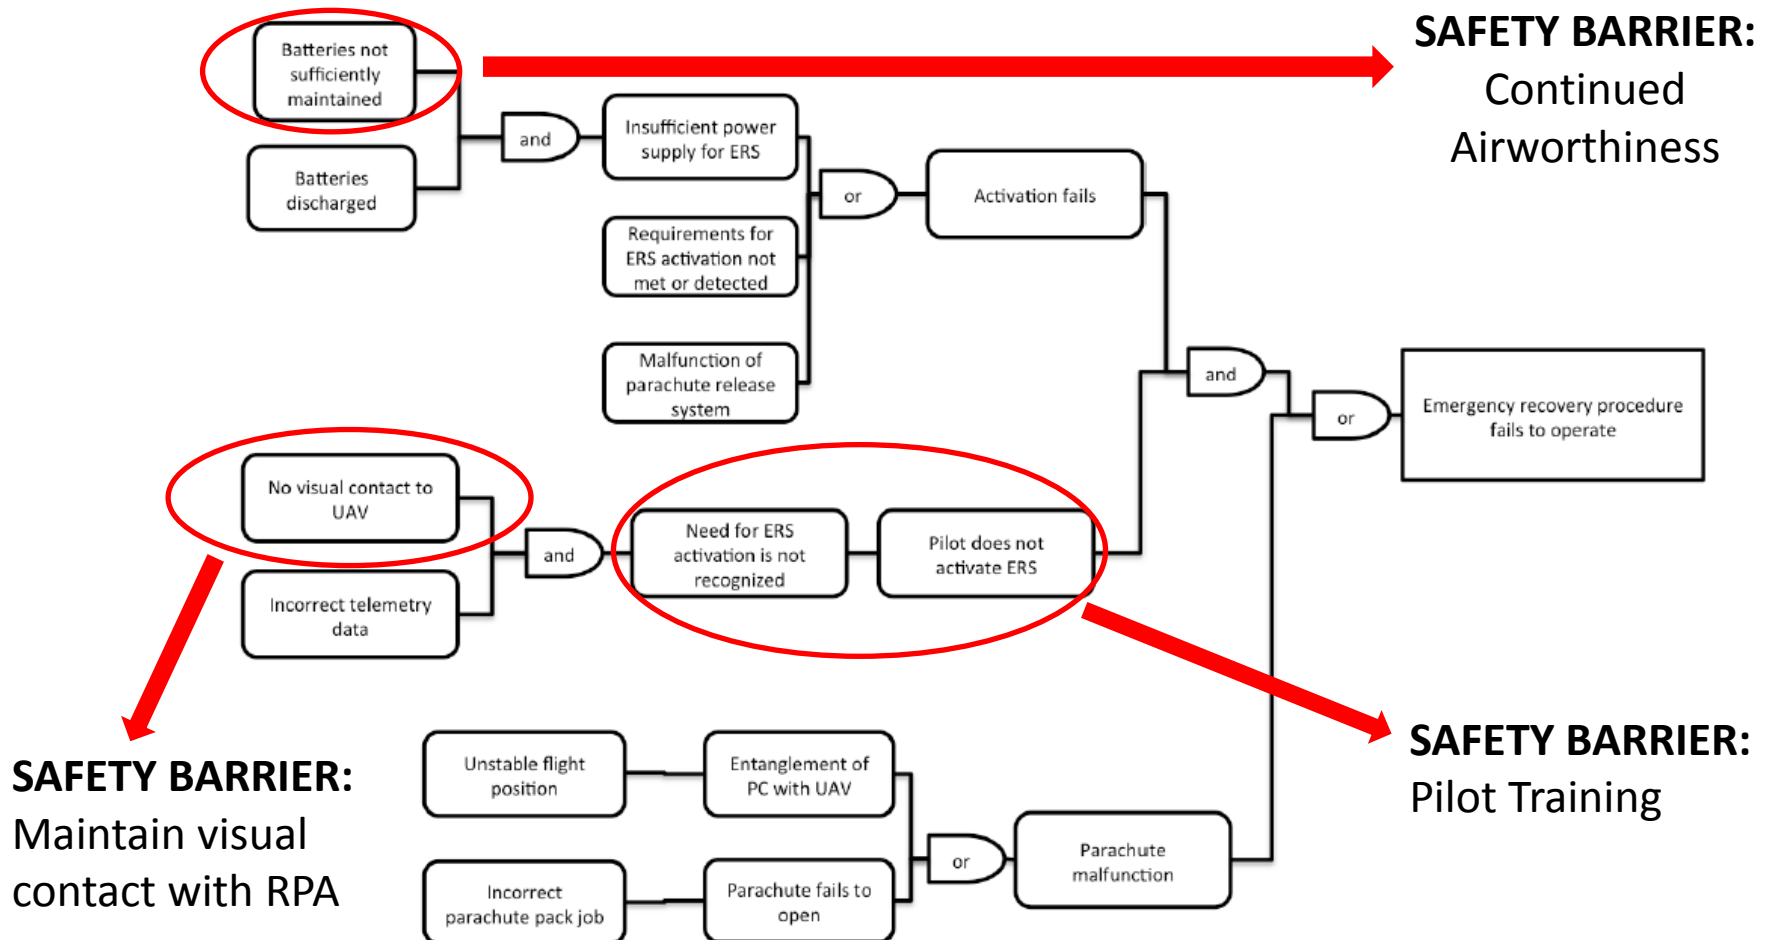 Batteries not
sufficiently
maintained
SAFETY BARRIER:
Continued
Airworthiness
and
Insufficient power
supply for ERS
Batteries
discharged
or
Activation fails
Requirements for
ERS activation not
met or detected
Malfunction of
parachute release
system
and
or
Emergency recovery procedure
fails to operate
No visual contact to
UAV
and
Need for ERS
activation is not
recognized
Pilot does not
activate ERS
Incorrect telemetry
data
SAFETY BARRIER:
Maintain visual
contact with RPA
SAFETY BARRIER:
Pilot Training
Unstable flight
position
Entanglement of
PC with UAV
or
Parachute
malfunction
Incorrect
parachute pack job
Parachute fails to
open